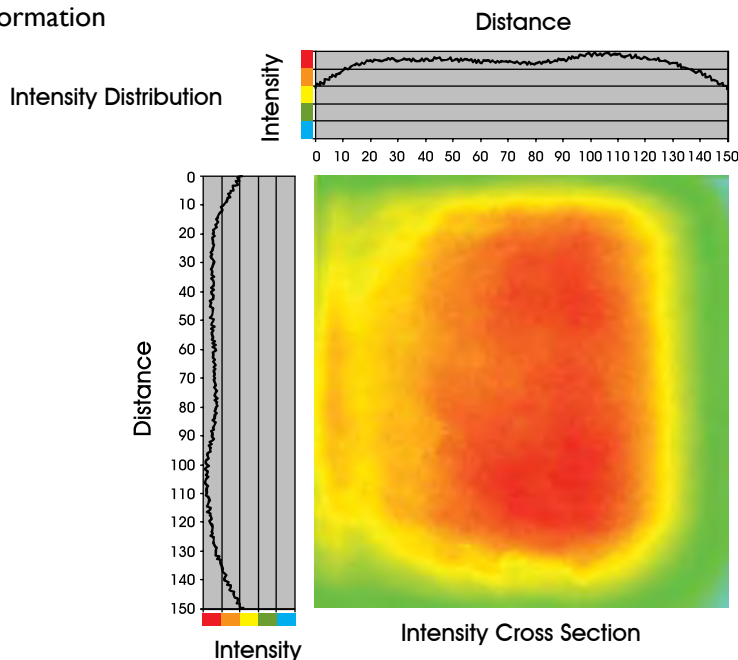 ormation
Distance
Intensity Distribution
Intensity
0 10 20 30 40 50 60 70 80 90 100 110 120 130 140 150
0
10
20
30
40
50
60
70
80
90
100
110
120
130
140
150
Distance
Intensity
Intensity Cross Section